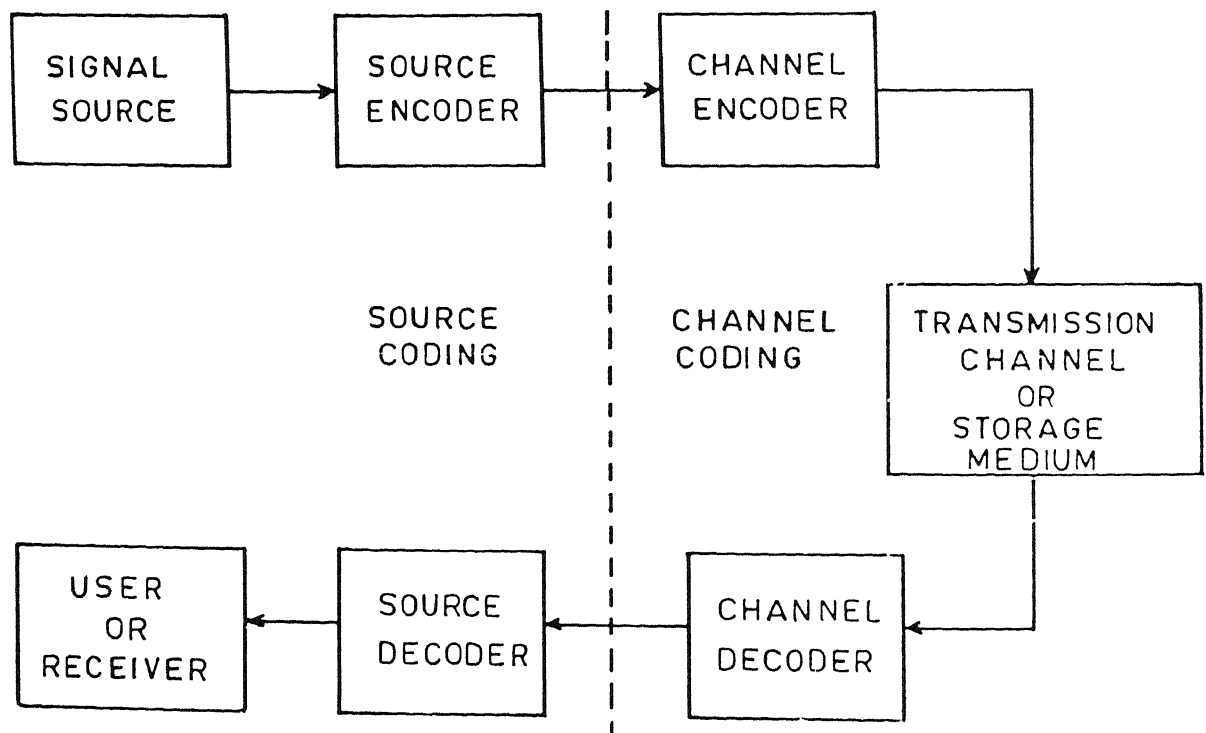 SIGNAL
SOURCE
SOURCE
ENCODER
CHANNEL
ENCODER
SOURCE
CODING
CHANNEL
CODING
TRANSMISSION
CHANNEL
OR
STORAGE
MEDIUM
USER
OR
RECEIVER
SOURCE
DECODER
CHANNEL
DECODER